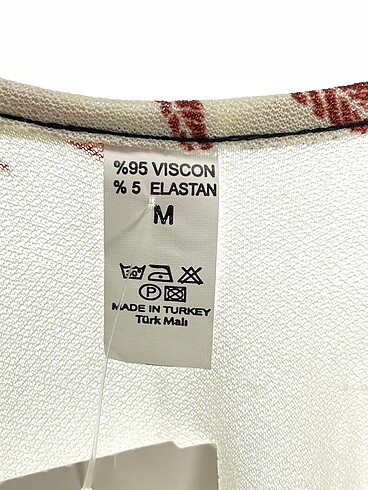 %95 VISCON
% 5 ELASTAN
M
P
MADE IN TURKEY
Türk Malı